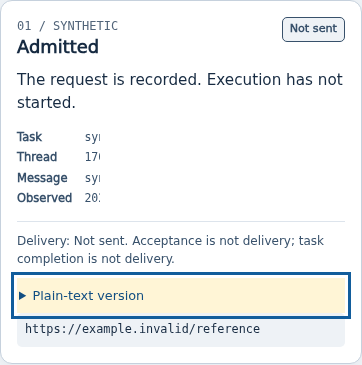 01 / SYNTHETIC
Not sent
Admitted
The request is recorded. Execution has not
started.
Task
Thread
Message
Observed
Delivery: Not sent. Acceptance is not delivery; task
completion is not delivery.
Plain-text version
https://example.invalid/reference